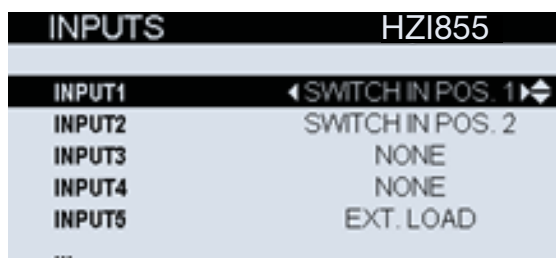 INPUTS HZI855
INPUT1 SWITCH IN POS. 1
INPUT2 SWITCH IN POS. 2
INPUT3 NONE
INPUT4 NONE
INPUT5 EXT. LOAD
...